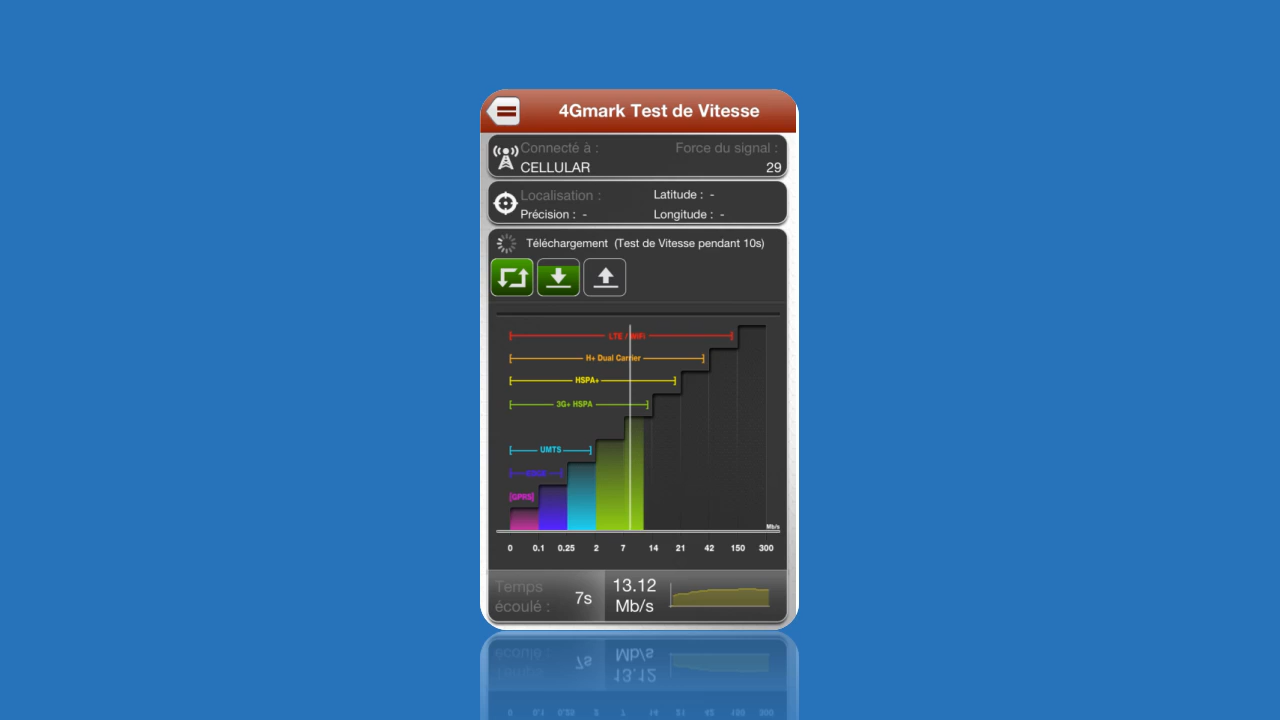 4Gmark Test de Vitesse
Connecté à :
Force du signal :
CELLULAR
29
Localisation :
Latitude : -
Précision : -
Longitude : -
Téléchargement (Test de Vitesse pendant 10s)
LTE / WiFi
H+ Dual Carrier
HSPA+
3G+ HSPA
UMTS
EDGE
[GPRS]
Mb/s
0 0.1 0.25 2 7 14 21 42 150 300
Temps écoulé :
7s
13.12
Mb/s